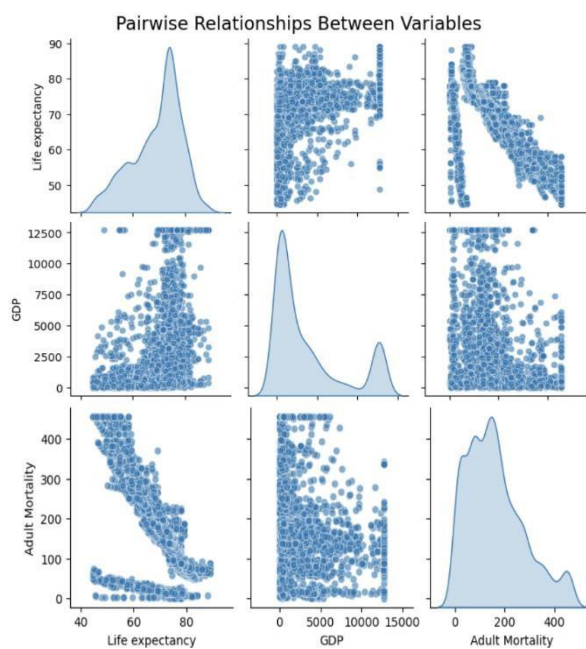 Pairwise Relationships Between Variables
90
80
70
60
50
Life expectancy
12500
10000
7500
5000
2500
0
GDP
400
300
200
100
0
Adult Mortality
40 60 80
0 5000 10000 15000
0 200 400
Life expectancy
GDP
Adult Mortality